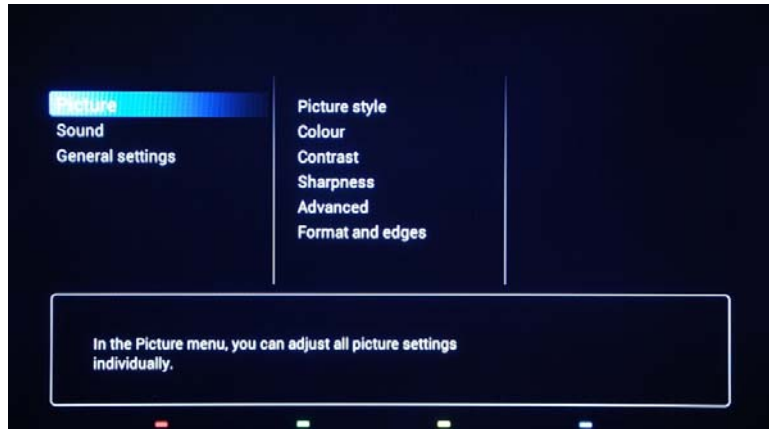 Picture
Sound
General settings
Picture style
Colour
Contrast
Sharpness
Advanced
Format and edges
In the Picture menu, you can adjust all picture settings
individually.